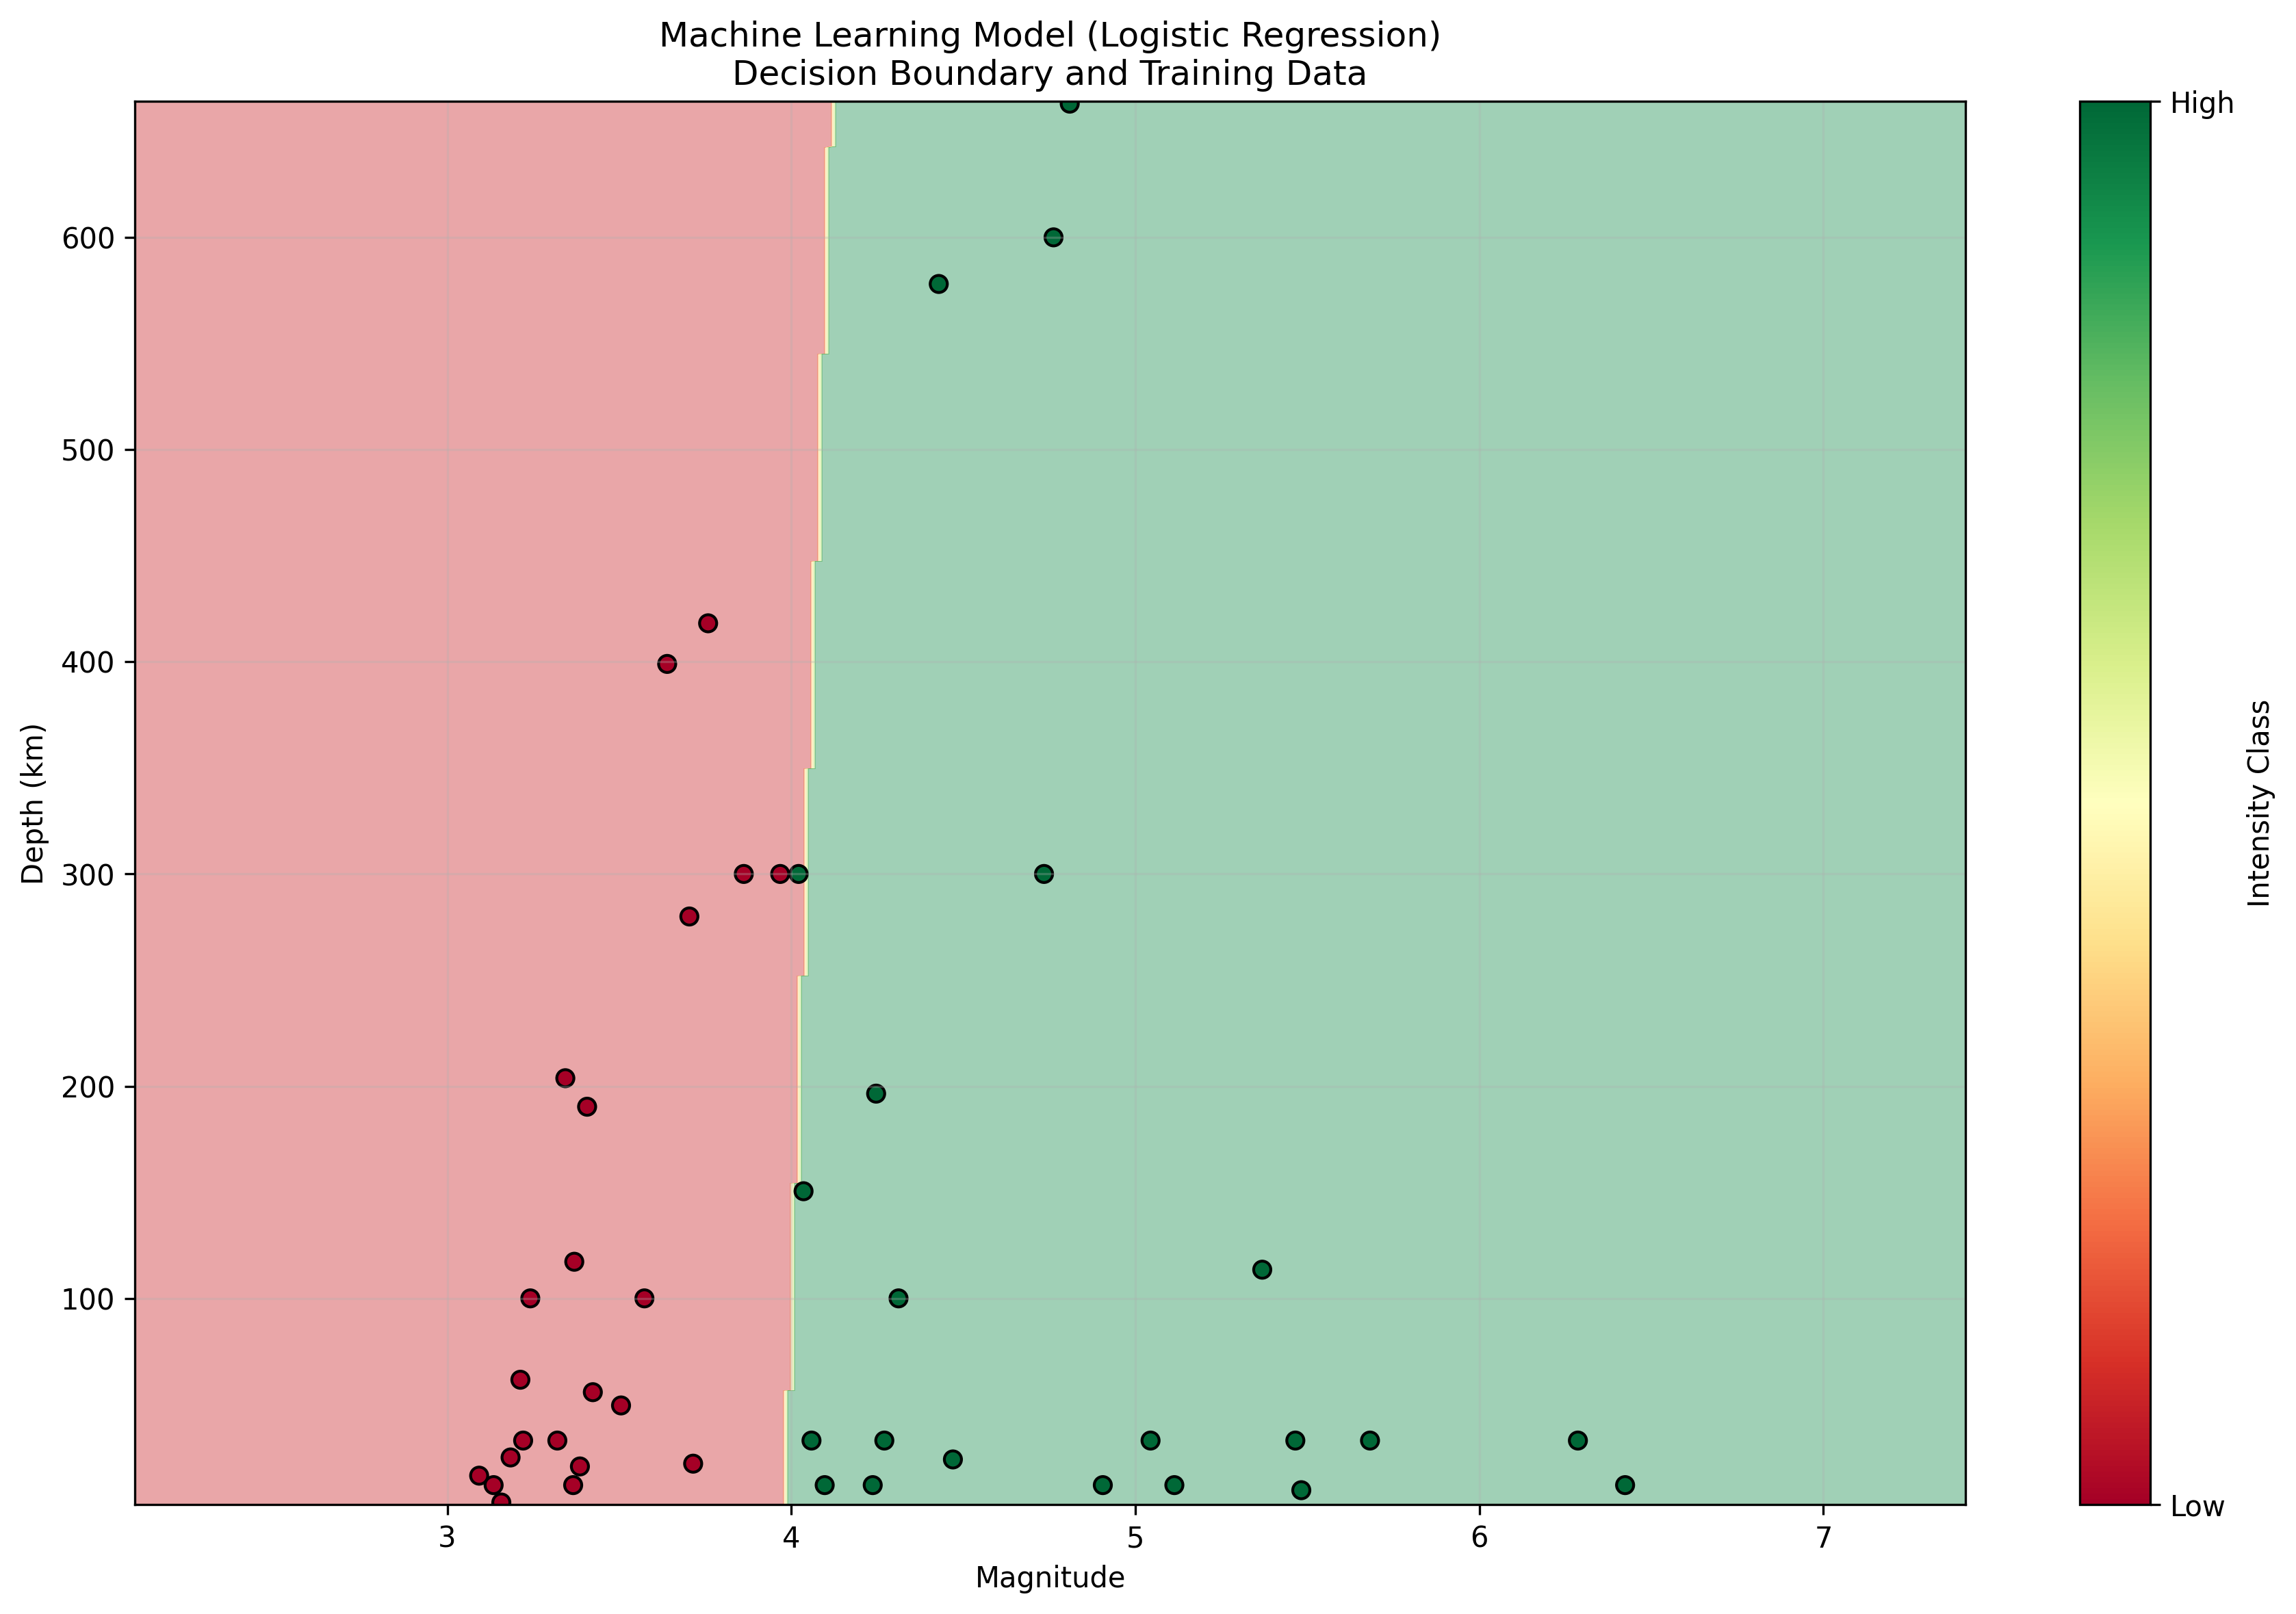 Machine Learning Model (Logistic Regression)
Decision Boundary and Training Data
High
600
500
400
300
200
100
Depth (km)
Intensity Class
Low
3
4
5
6
7
Magnitude